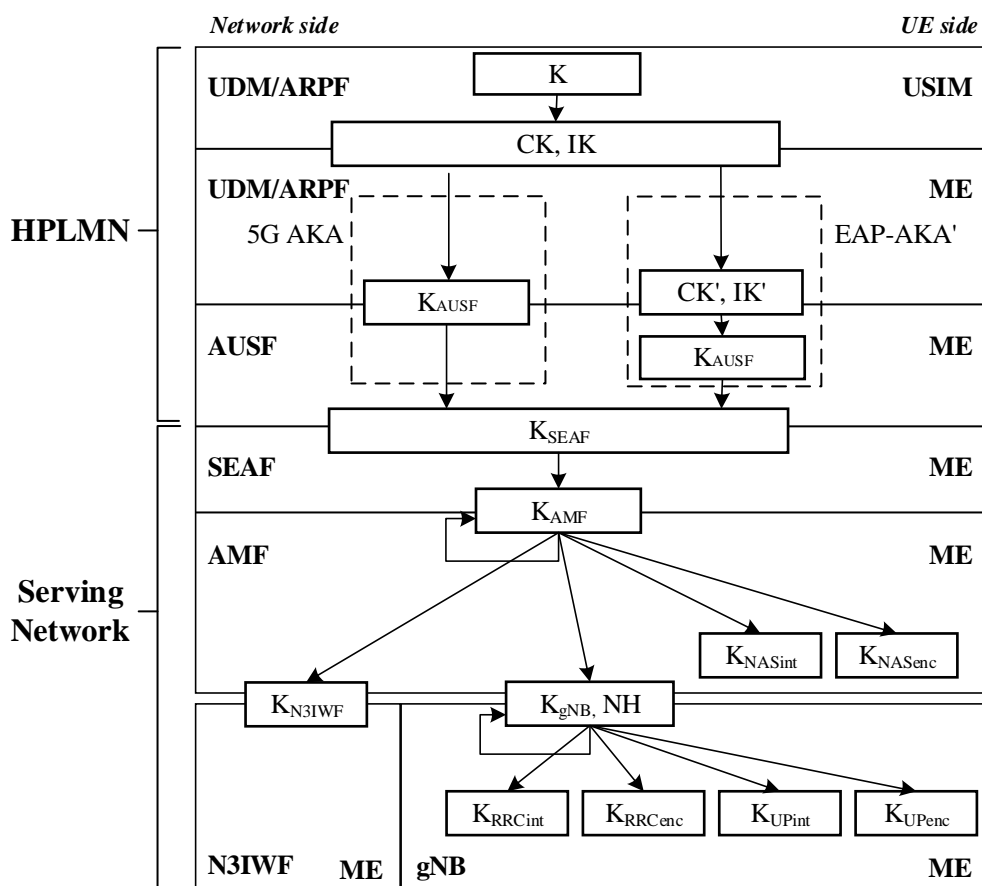 Network side
UE side
UDM/ARPF
K
USIM
CK, IK
UDM/ARPF
ME
HPLMN
5G AKA
EAP-AKA'
KAUSF
CK', IK'
AUSF
ME
KAUSF
KSEAF
SEAF
ME
KAMF
AMF
ME
Serving
Network
KNASint
KNASenc
KN3IWF
KgNB, NH
KRRCint
KRRCenc
KUPint
KUPenc
N3IWF
ME
gNB
ME